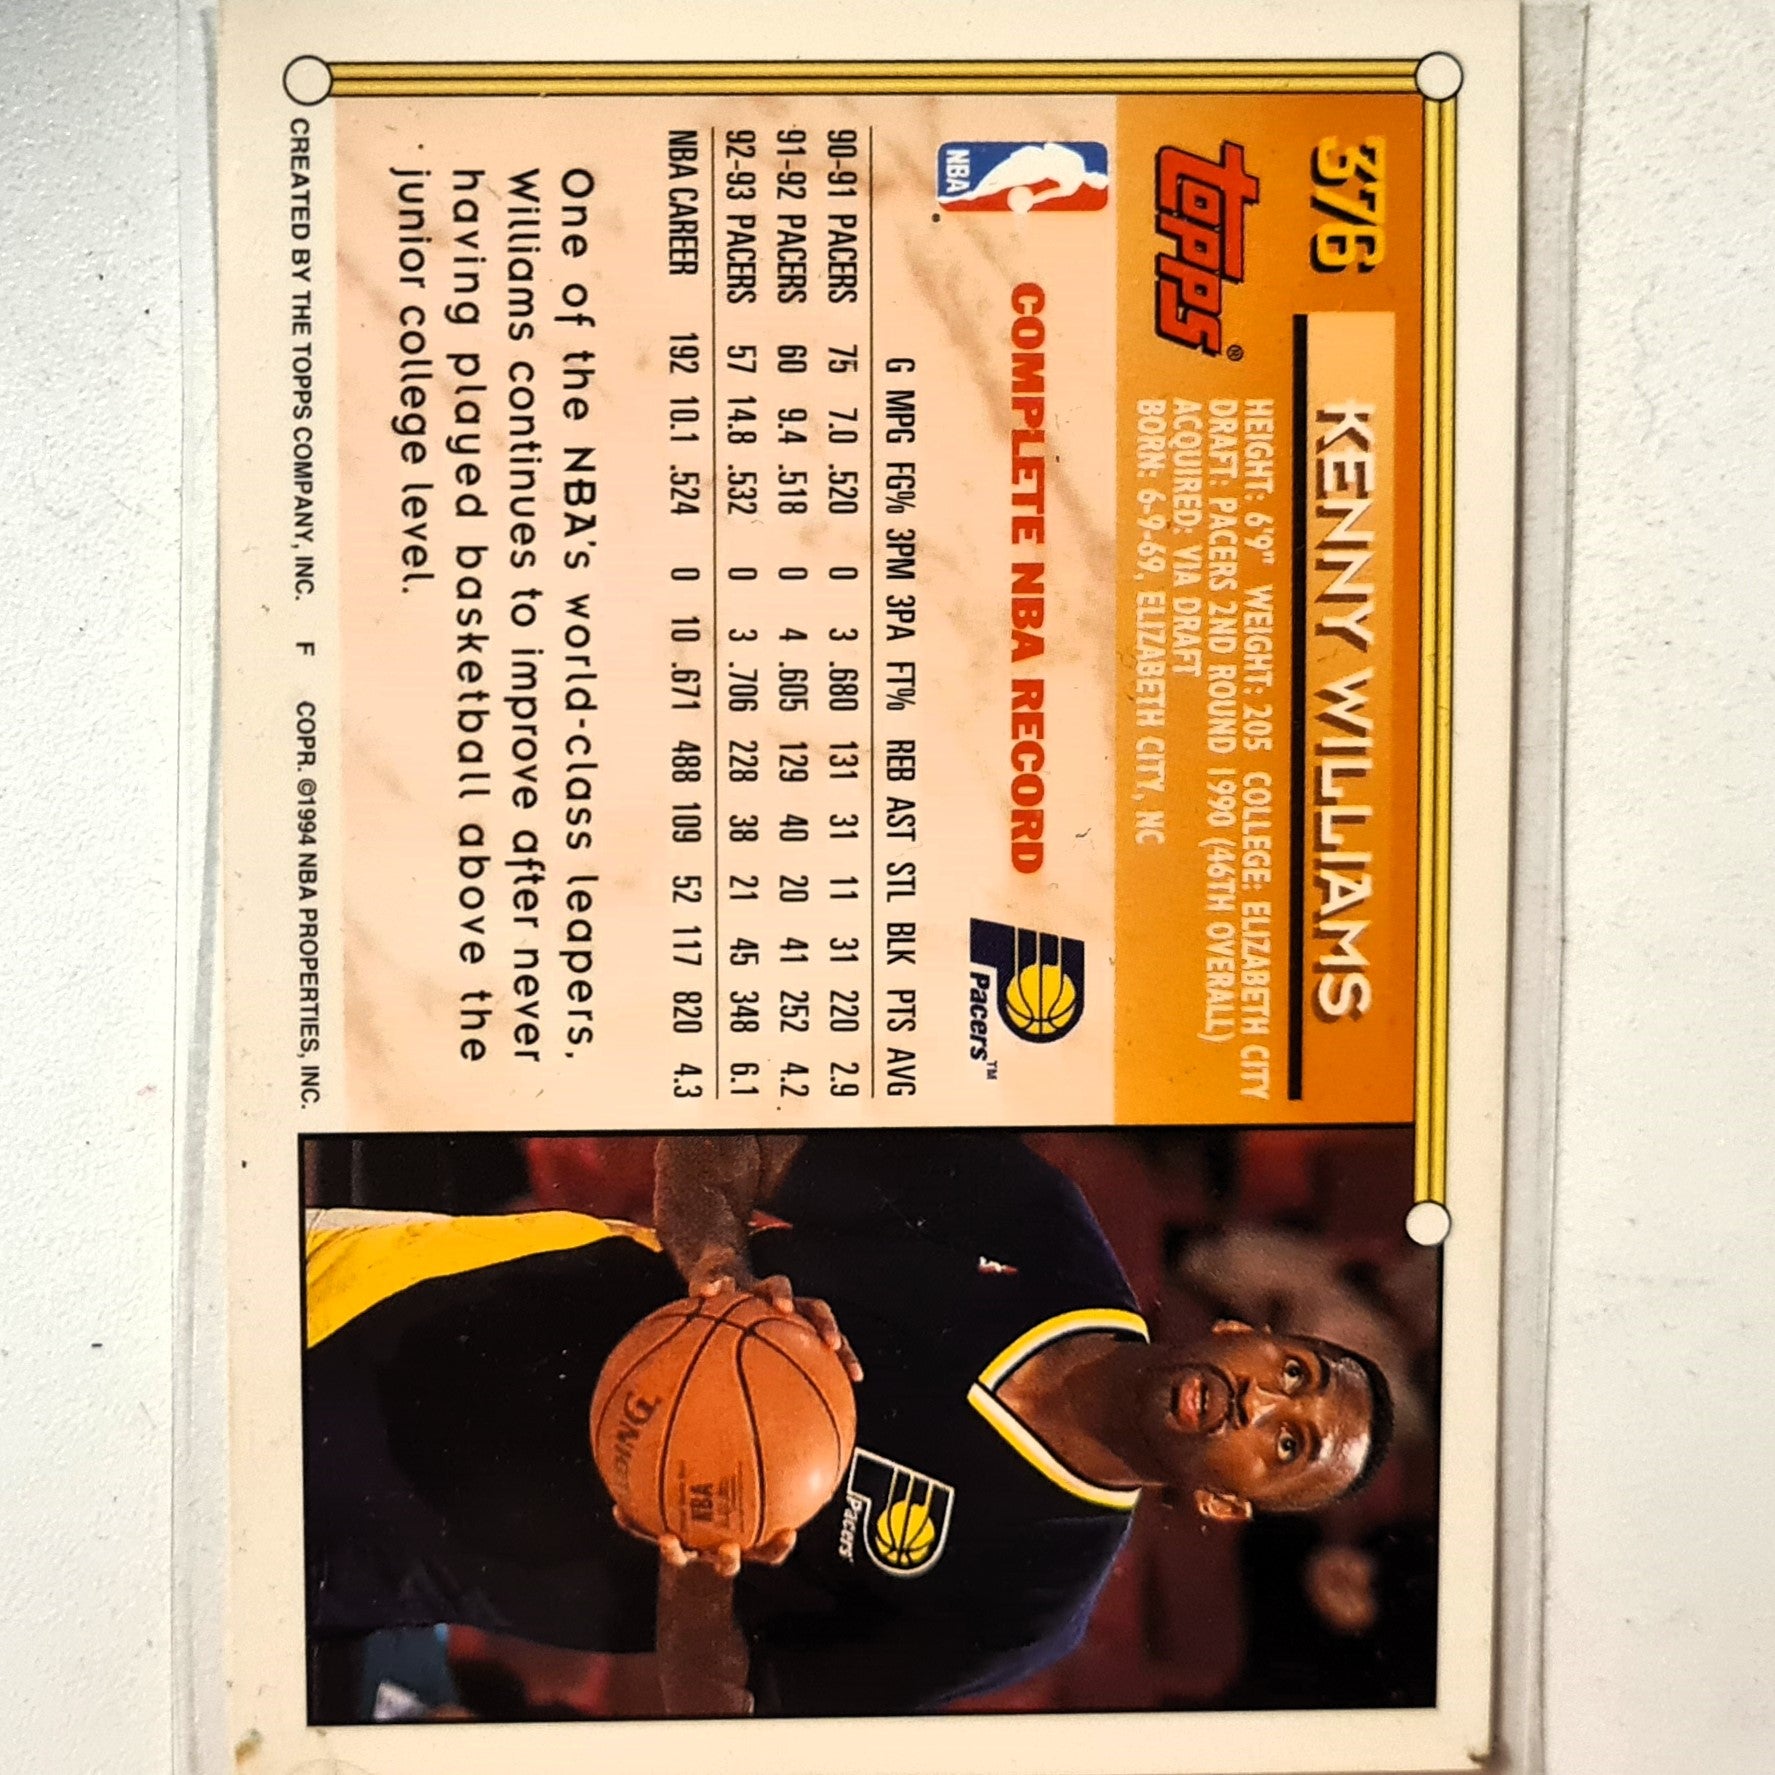 376
KENNY WILLIAMS
topps®
HEIGHT: 6'9" WEIGHT: 205 COLLEGE: ELIZABETH CITY
DRAFT: PACERS 2ND ROUND 1990 (46TH OVERALL)
ACQUIRED: VIA DRAFT
BORN: 6-9-69, ELIZABETH CITY, NC
NBA
COMPLETE NBA RECORD
Pacers™
G MPG FG% 3PM 3PA FT% REB AST STL BLK PTS AVG
90-91 PACERS 75 7.0 .520 0 3 .680 131 31 11 31 220 2.9
91-92 PACERS 60 9.4 .518 0 4 .605 129 40 20 41 252 4.2
92-93 PACERS 57 14.8 .532 0 3 .706 228 38 21 45 348 6.1
NBA CAREER 192 10.1 .524 0 10 .671 488 109 52 117 820 4.3
One of the NBA's world-class leapers,
Williams continues to improve after never
having played basketball above the
junior college level.
CREATED BY THE TOPPS COMPANY, INC. F COPR. ©1994 NBA PROPERTIES, INC.
Pacers
NBA